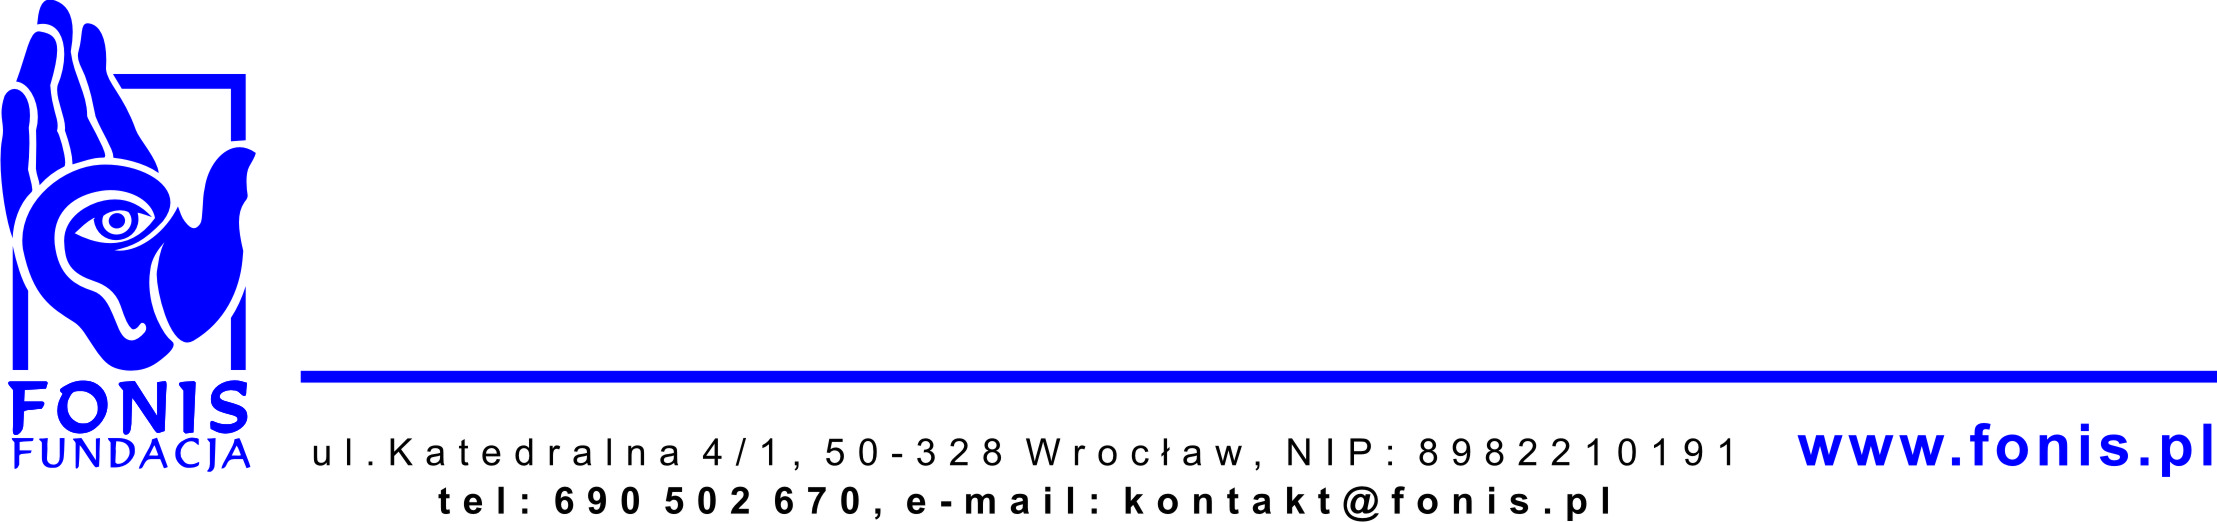 FONIS
FUNDACJA
ul.Katedralna 4/1, 50-328 Wrocław, NIP: 8982210191
www.fonis.pl
tel: 690 502 670, e-mail: kontakt@fonis.pl